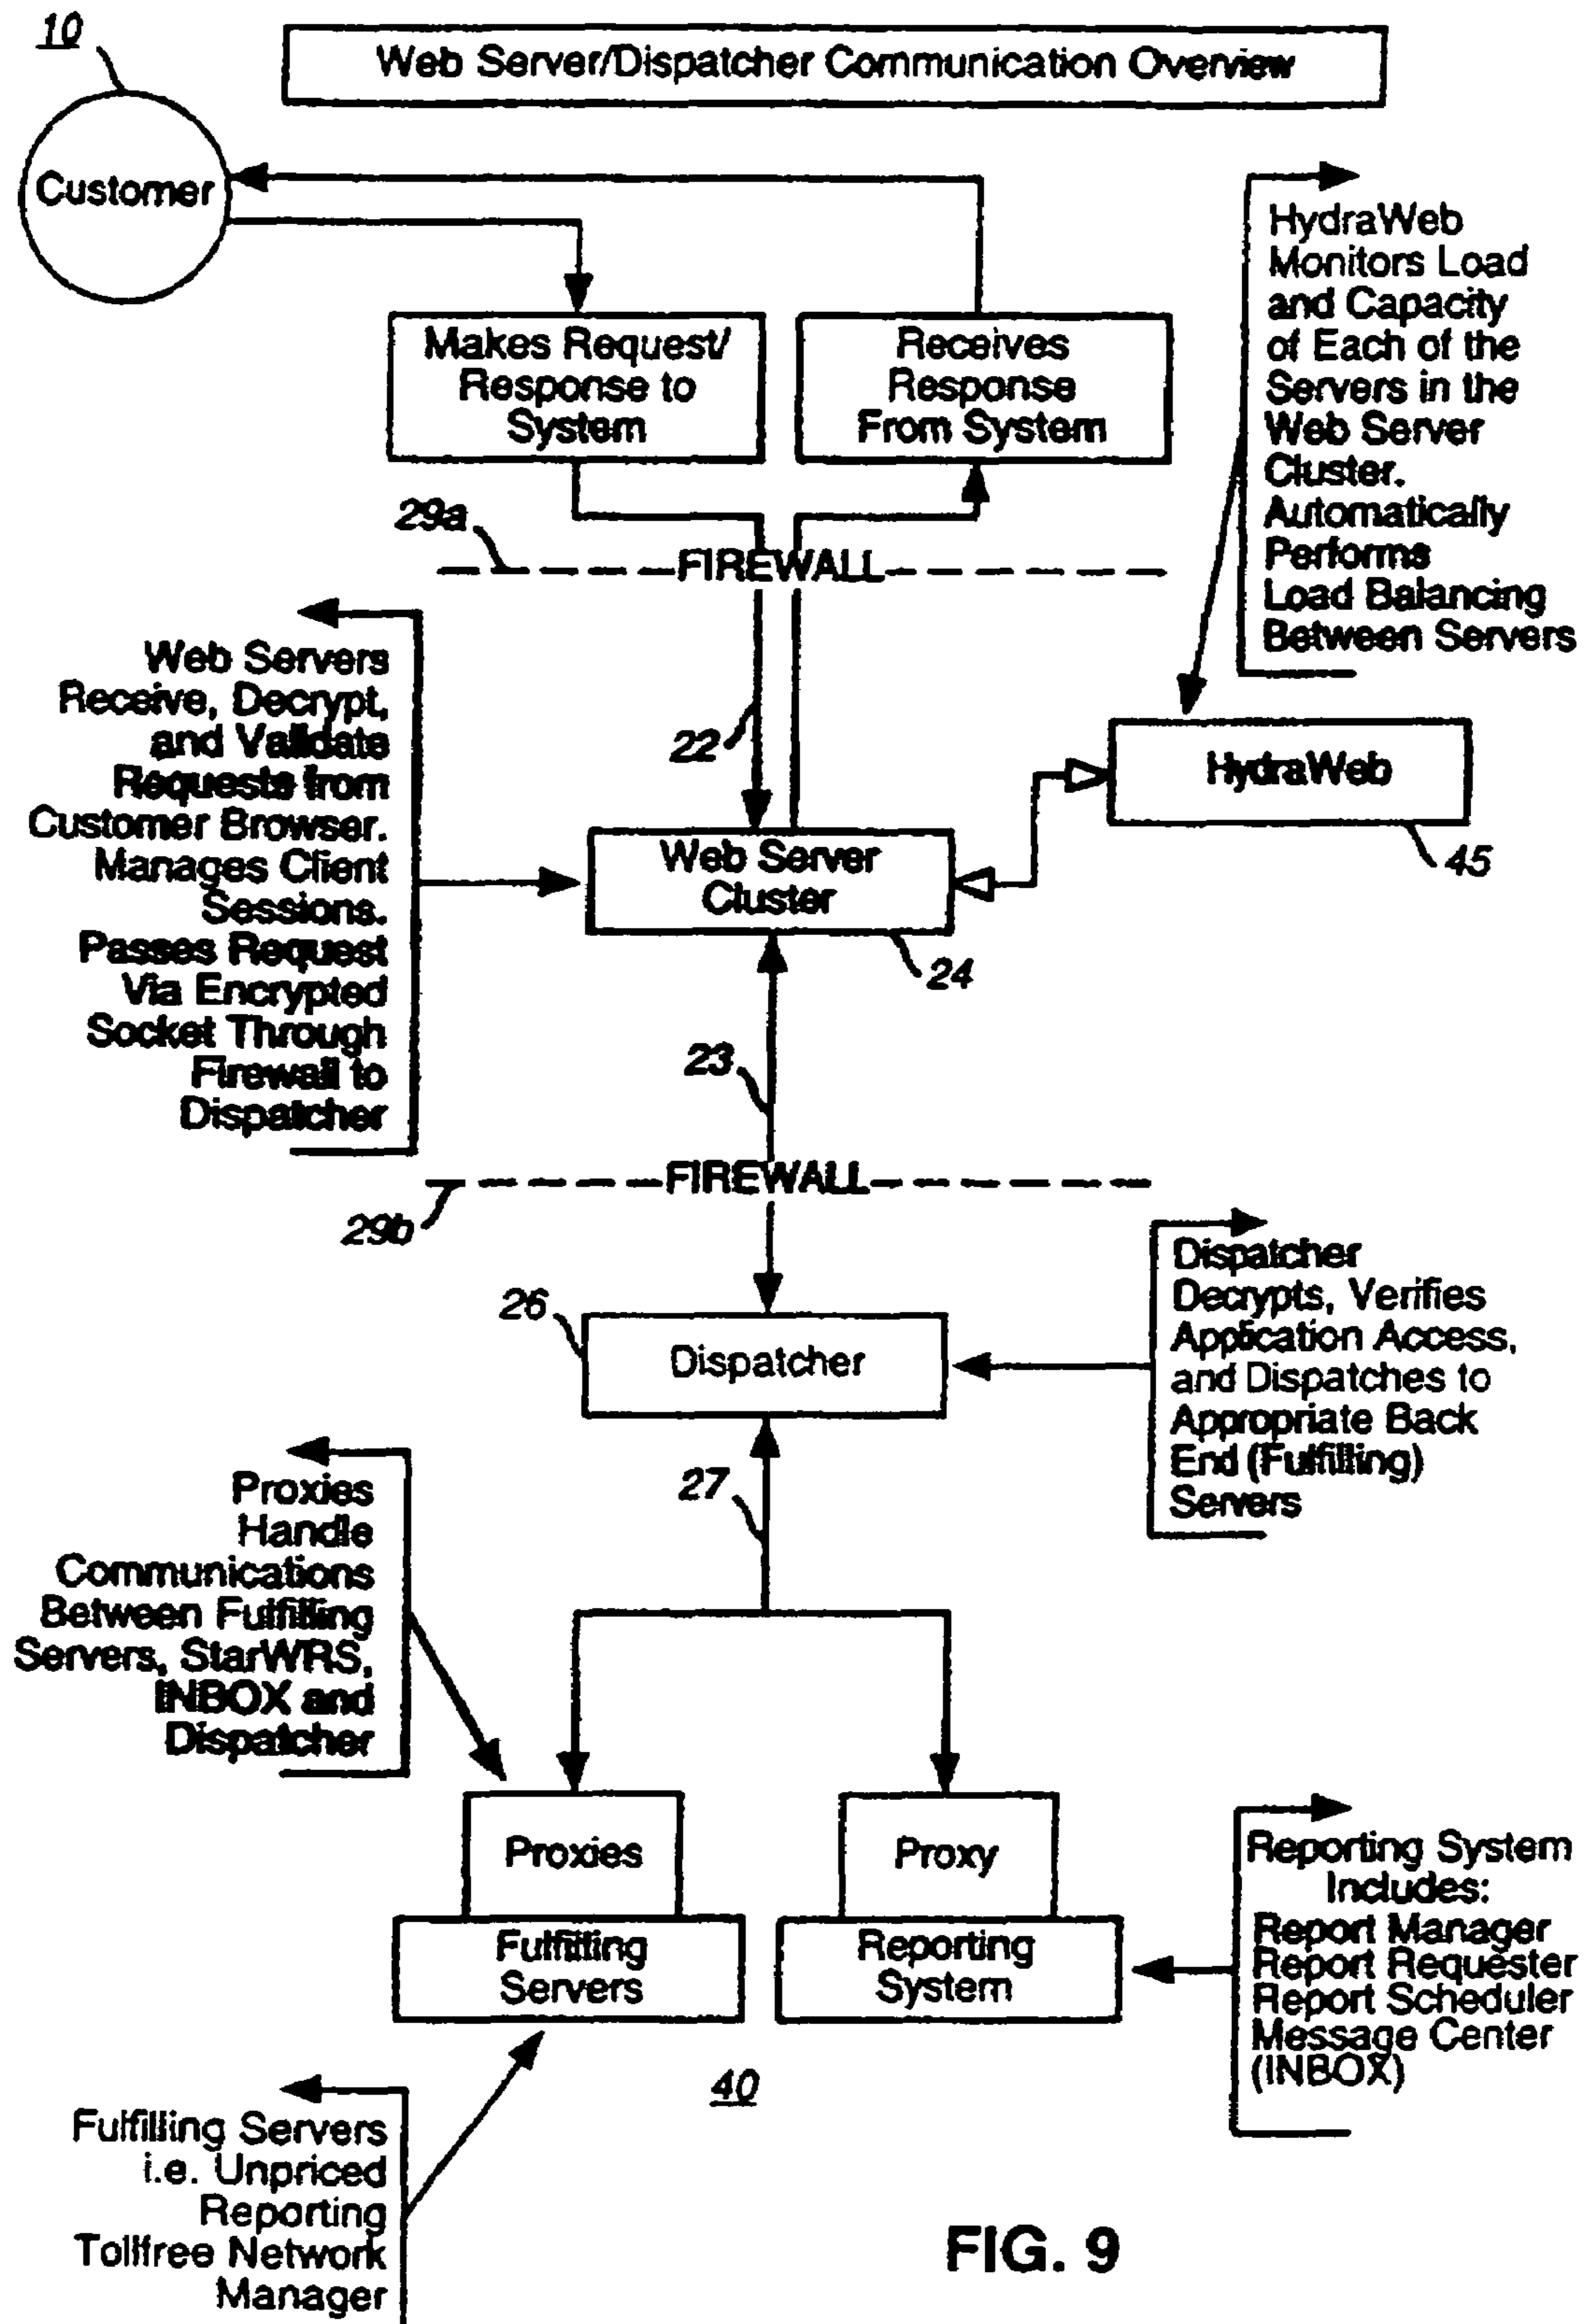 10
Web Server/Dispatcher Communication Overview
Customer
Makes Request/
Response to
System
Receives
Response
From System
HydraWeb
Monitors Load
and Capacity
of Each of the
Servers in the
Web Server
Cluster.
Automatically
Performs
Load Balancing
Between Servers
29a
FIREWALL
Web Servers
Receive, Decrypt,
and Validate
Requests from
Customer Browser.
Manages Client
Sessions.
Passes Request
Via Encrypted
Socket Through
Firewall to
Dispatcher
22
HydraWeb
45
Web Server
Cluster
24
23
FIREWALL
29b
26
Dispatcher
Dispatcher
Decrypts, Verifies
Application Access,
and Dispatches to
Appropriate Back
End (Fulfilling)
Servers
27
Proxies
Handle
Communications
Between Fulfilling
Servers, StarWRS,
INBOX and
Dispatcher
Proxies
Fulfilling
Servers
Proxy
Reporting
System
Reporting System
Includes:
Report Manager
Report Requester
Report Scheduler
Message Center
(INBOX)
40
Fulfilling Servers
i.e. Unpriced
Reporting
Tollfree Network
Manager
FIG. 9